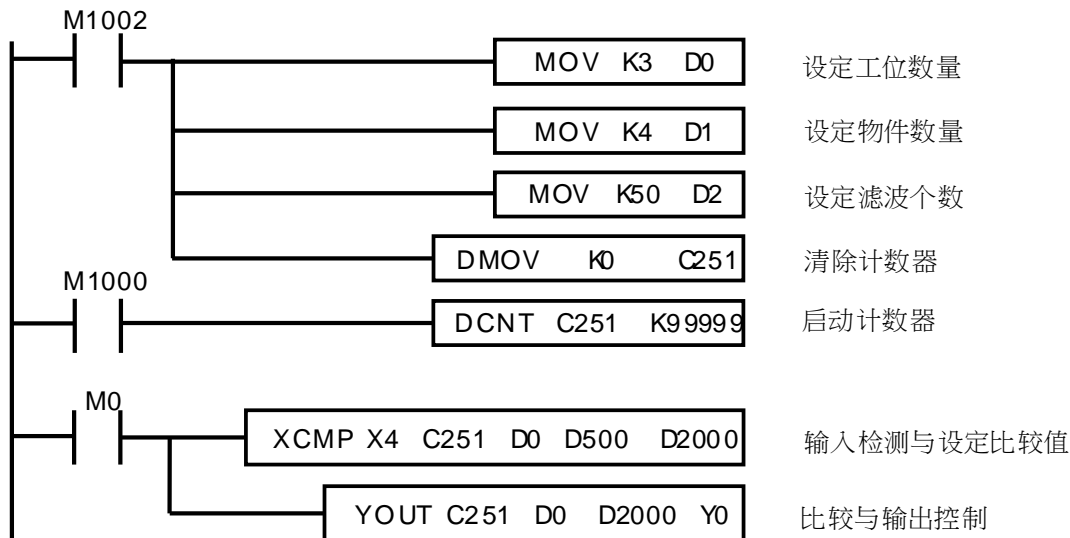 M1002
MOV K3 D0 设定工位数量
MOV K4 D1 设定物件数量
MOV K50 D2 设定滤波个数
DMOV K0 C251 清除计数器
M1000
DCNT C251 K99999 启动计数器
M0
XCMP X4 C251 D0 D500 D2000 输入检测与设定比较值
YOUT C251 D0 D2000 Y0 比较与输出控制